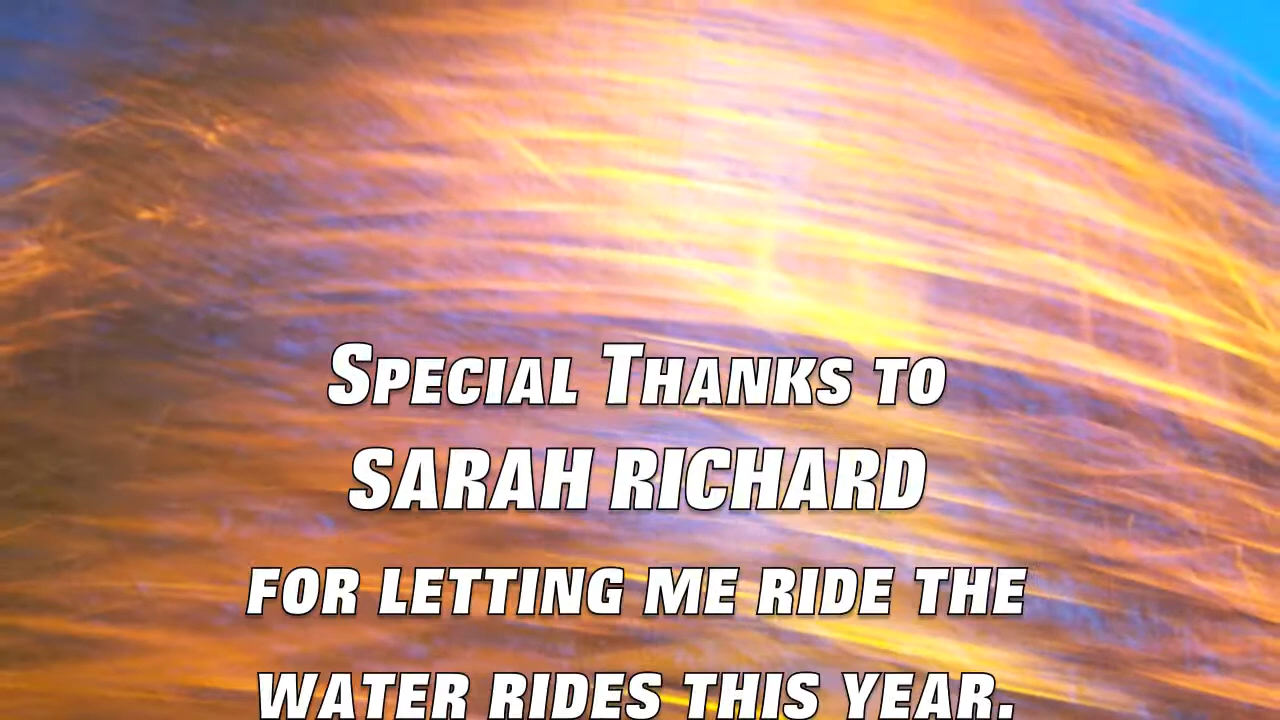 Special Thanks to
SARAH RICHARD
FOR LETTING ME RIDE THE
WATER RIDES THIS YEAR.